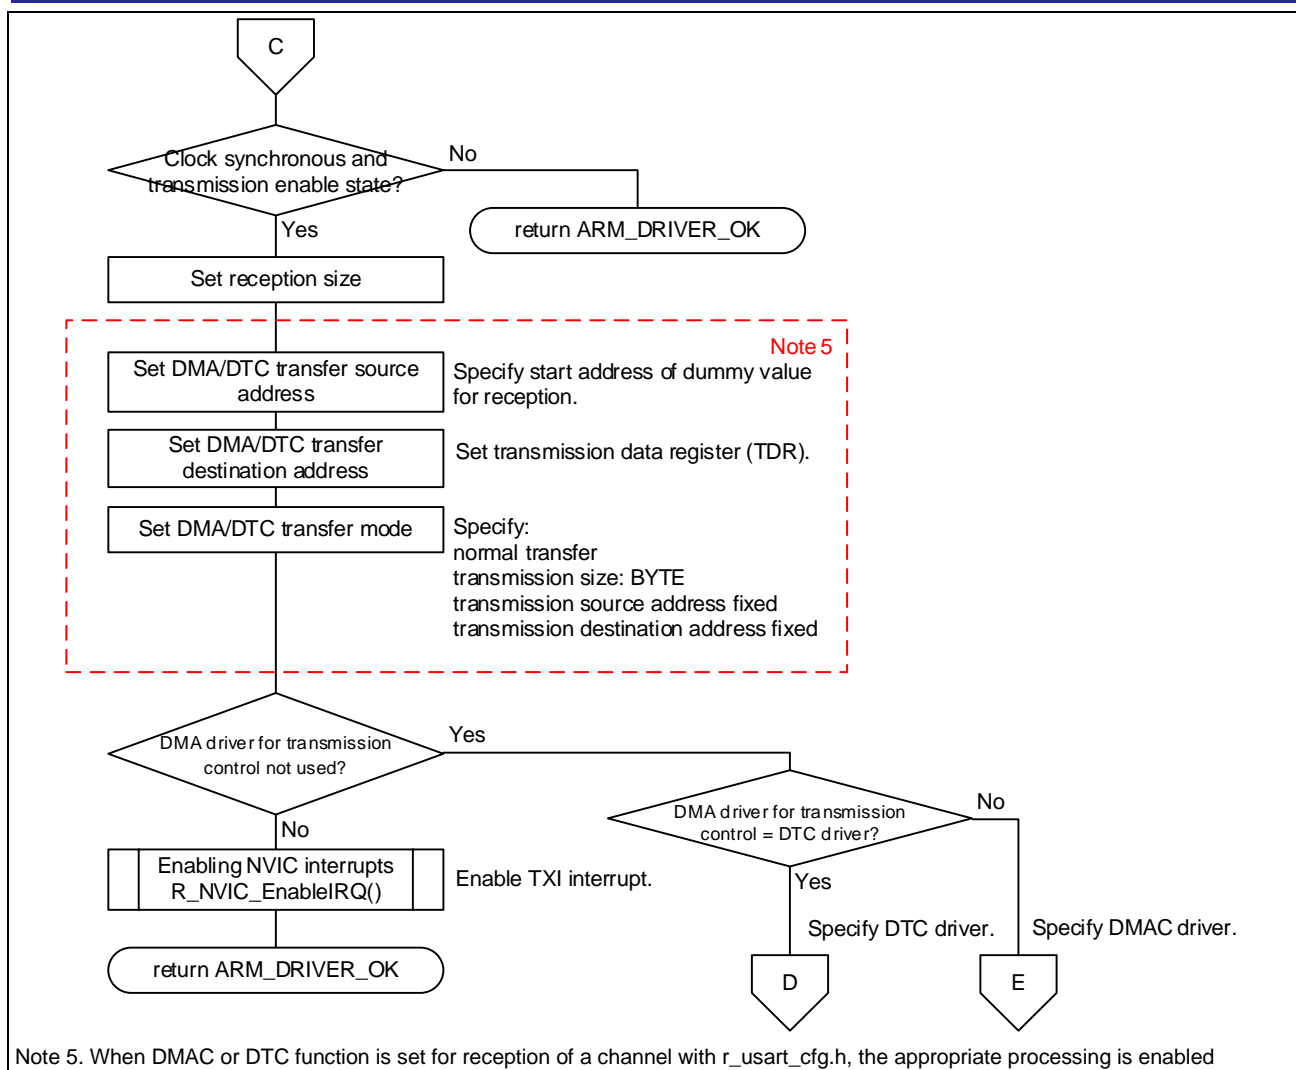 C
Clock synchronous and
transmission enable state?
No
return ARM_DRIVER_OK
Yes
Set reception size
Note 5
Set DMA/DTC transfer source
address
Specify start address of dummy value
for reception.
Set DMA/DTC transfer
destination address
Set transmission data register (TDR).
Set DMA/DTC transfer mode
Specify:
normal transfer
transmission size: BYTE
transmission source address fixed
transmission destination address fixed
DMA driver for transmission
control not used?
Yes
DMA driver for transmission
control = DTC driver?
No
No
Enabling NVIC interrupts
R_NVIC_EnableIRQ()
Enable TXI interrupt.
Yes
Specify DTC driver.
Specify DMAC driver.
return ARM_DRIVER_OK
D
E
Note 5. When DMAC or DTC function is set for reception of a channel with r_usart_cfg.h, the appropriate processing is enabled